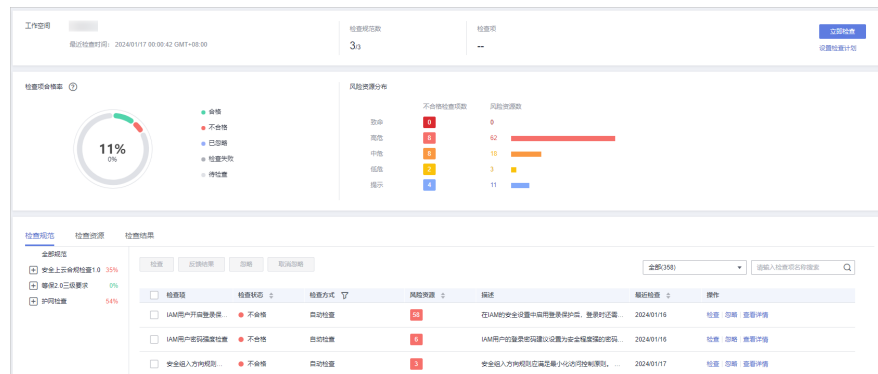 工作空间
最近检查时间： 2024/01/17 00:00:42 GMT+08:00
检查规范数
3/3
检查项
--
立即检查
设置检查计划
检查项合格率 ?
11%
0%
合格
不合格
已忽略
检查失败
待检查
风险资源分布
不合格检查项数 风险资源数
致命 0 0
高危 8 62
中危 8 18
低危 2 3
提示 4 11
检查规范 检查资源 检查结果
全部规范
安全上云合规检查1.0 35%
等保2.0三级要求 0%
护网检查 54%
检查 反馈结果 忽略 取消忽略
全部(358)
请输入检查项名称搜索
检查项 检查状态 检查方式 风险资源 描述 最近检查 操作
IAM用户开启登录保... 不合格 自动检查 58 在IAM的安全设置中启用登录保护后，登录时还需... 2024/01/16 检查 忽略 查看详情
IAM用户密码强度检查 不合格 自动检查 6 IAM用户的登录密码建议设置为安全程度强的密码... 2024/01/16 检查 忽略 查看详情
安全组入方向规则... 不合格 自动检查 3 安全组入方向规则应满足最小化访问控制原则。 ... 2024/01/17 检查 忽略 查看详情